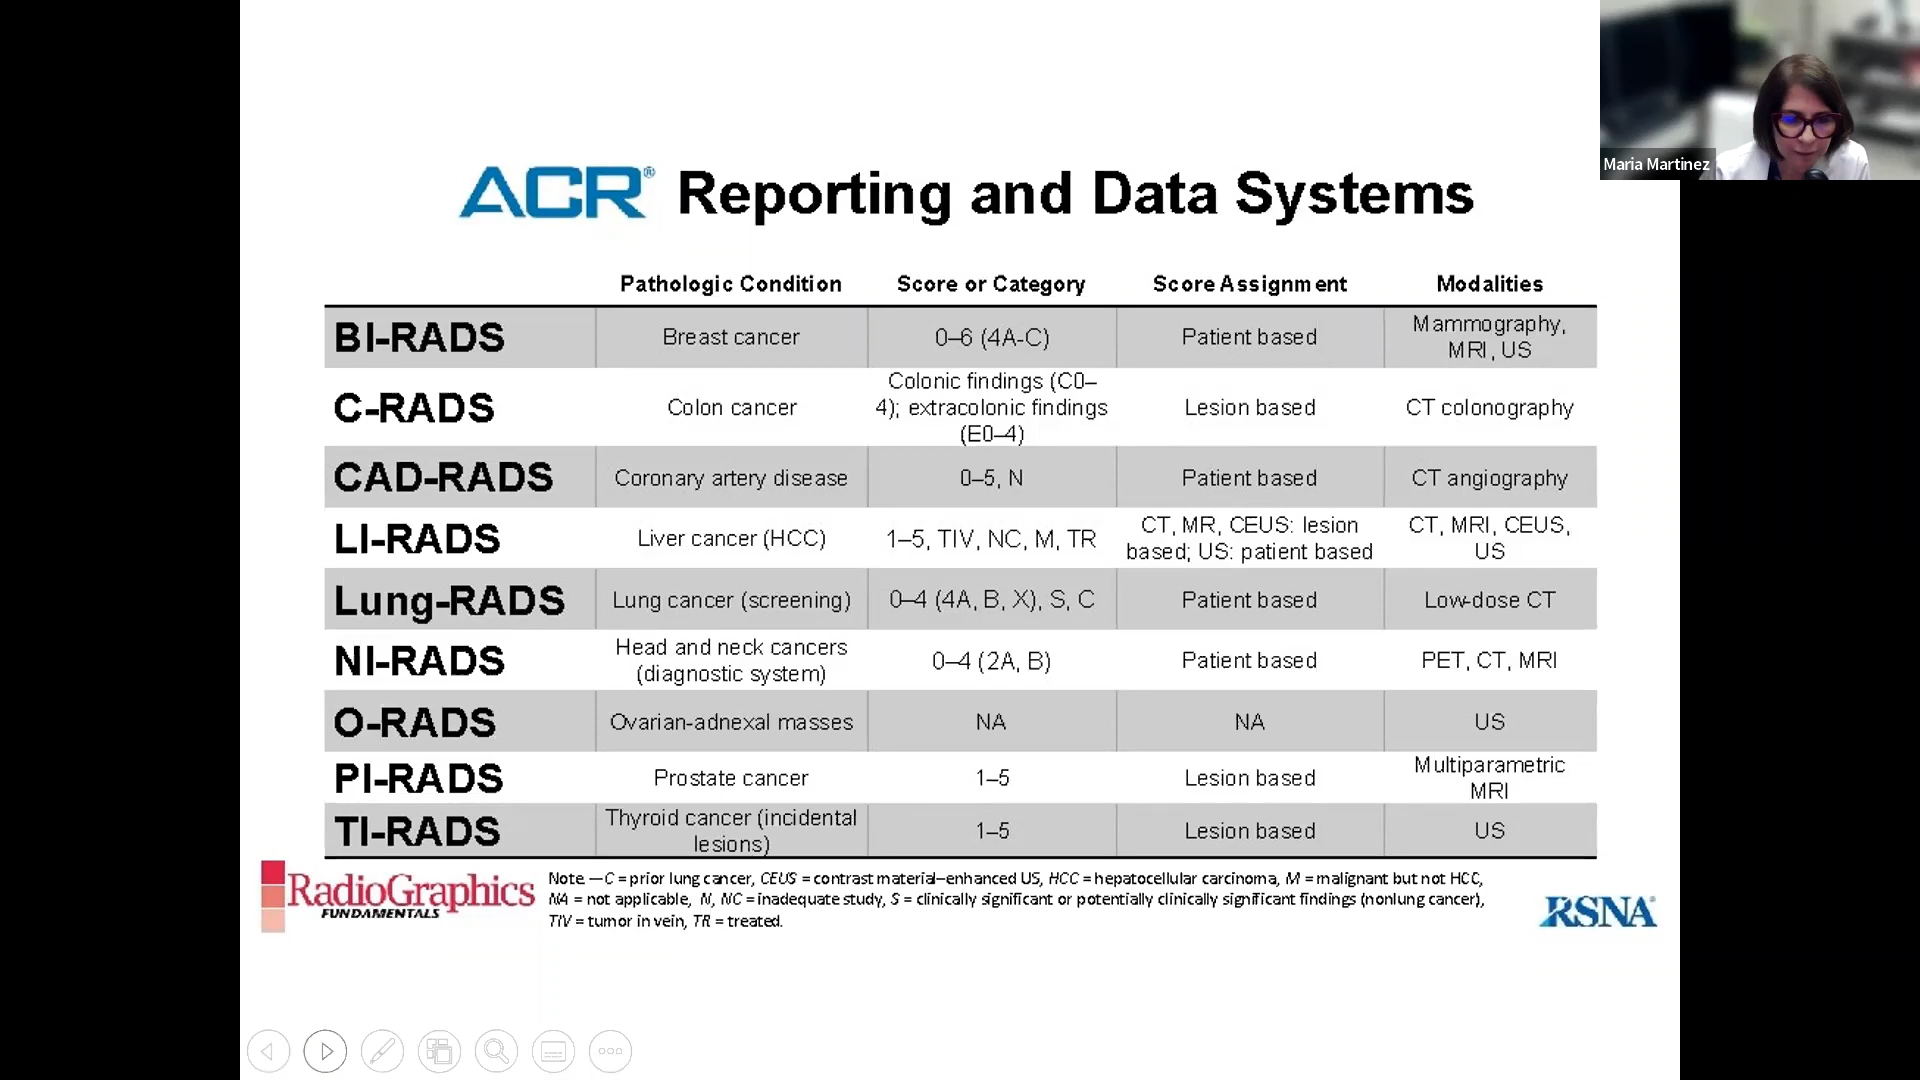 Maria Martinez
ACR® Reporting and Data Systems
Pathologic Condition Score or Category Score Assignment Modalities
BI-RADS Breast cancer 0–6 (4A-C) Patient based Mammography,
MRI, US
C-RADS Colon cancer Colonic findings (C0–
4); extracolonic findings
(E0–4) Lesion based CT colonography
CAD-RADS Coronary artery disease 0–5, N Patient based CT angiography
LI-RADS Liver cancer (HCC) 1–5, TIV, NC, M, TR CT, MR, CEUS: lesion
based; US: patient based CT, MRI, CEUS,
US
Lung-RADS Lung cancer (screening) 0–4 (4A, B, X), S, C Patient based Low-dose CT
NI-RADS Head and neck cancers
(diagnostic system) 0–4 (2A, B) Patient based PET, CT, MRI
O-RADS Ovarian-adnexal masses NA NA US
PI-RADS Prostate cancer 1–5 Lesion based Multiparametric
MRI
TI-RADS Thyroid cancer (incidental
lesions) 1–5 Lesion based US
RadioGraphics
FUNDAMENTALS
Note.—C = prior lung cancer, CEUS = contrast material–enhanced US, HCC = hepatocellular carcinoma, M = malignant but not HCC,
NA = not applicable, N, NC = inadequate study, S = clinically significant or potentially clinically significant findings (nonlung cancer),
TIV = tumor in vein, TR = treated.
RSNA